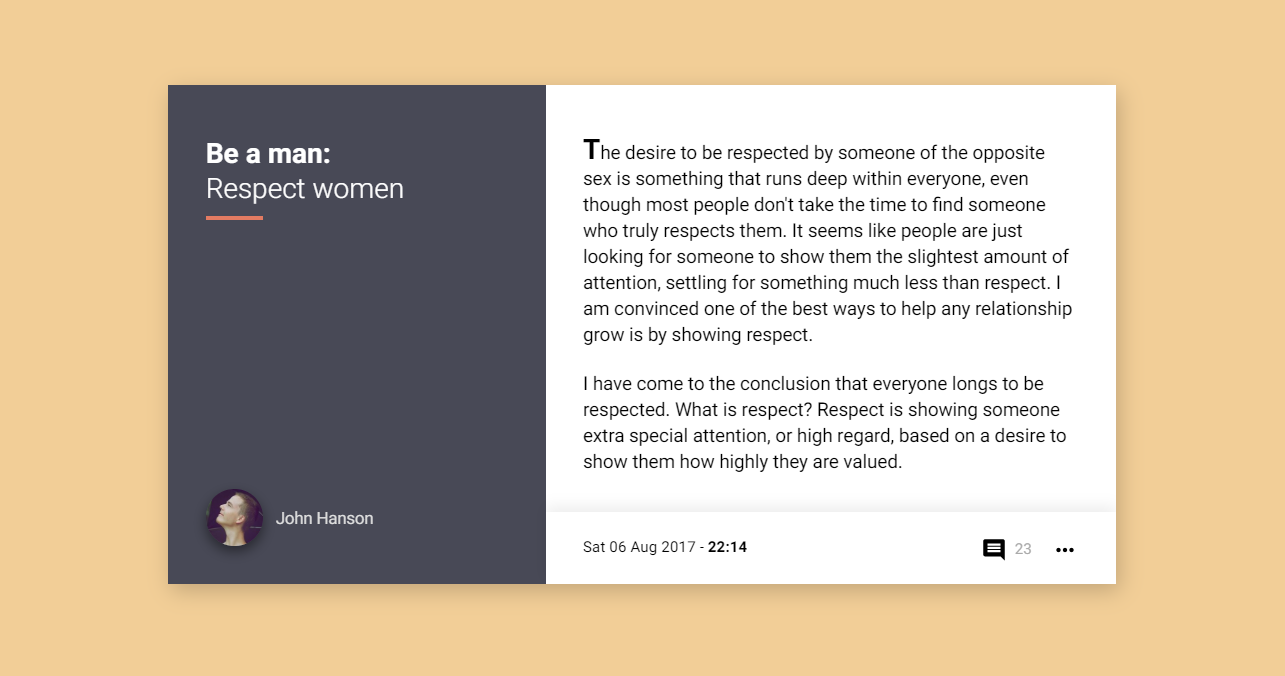 Be a man:
Respect women
John Hanson
The desire to be respected by someone of the opposite
sex is something that runs deep within everyone, even
though most people don't take the time to find someone
who truly respects them. It seems like people are just
looking for someone to show them the slightest amount of
attention, settling for something much less than respect. I
am convinced one of the best ways to help any relationship
grow is by showing respect.
I have come to the conclusion that everyone longs to be
respected. What is respect? Respect is showing someone
extra special attention, or high regard, based on a desire to
show them how highly they are valued.
Sat 06 Aug 2017 - 22:14
23